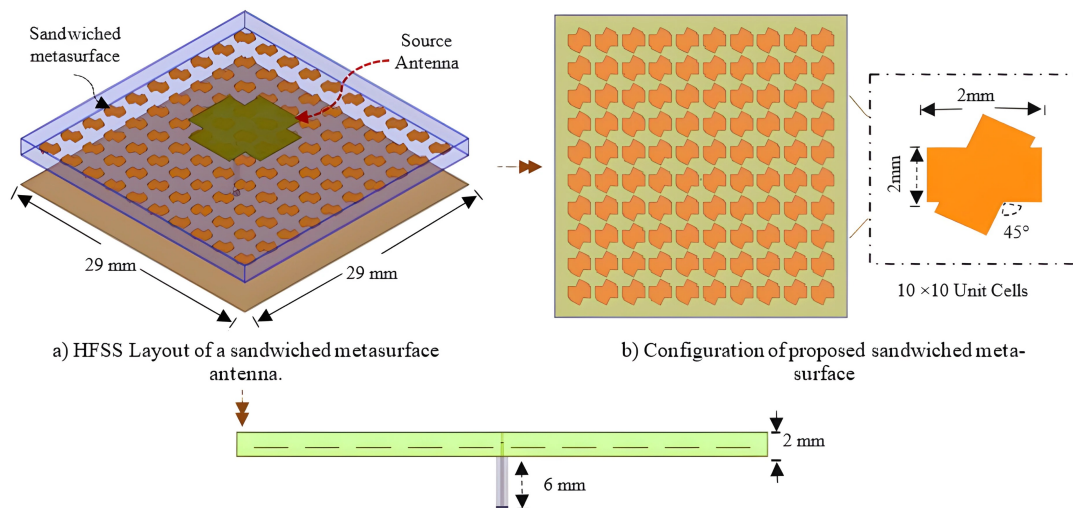 Sandwiched
metasurface
Source
Antenna
29 mm
29 mm
a) HFSS Layout of a sandwiched metasurface
antenna.
2mm
2mm
45°
10 ×10 Unit Cells
b) Configuration of proposed sandwiched meta-
surface
2 mm
6 mm